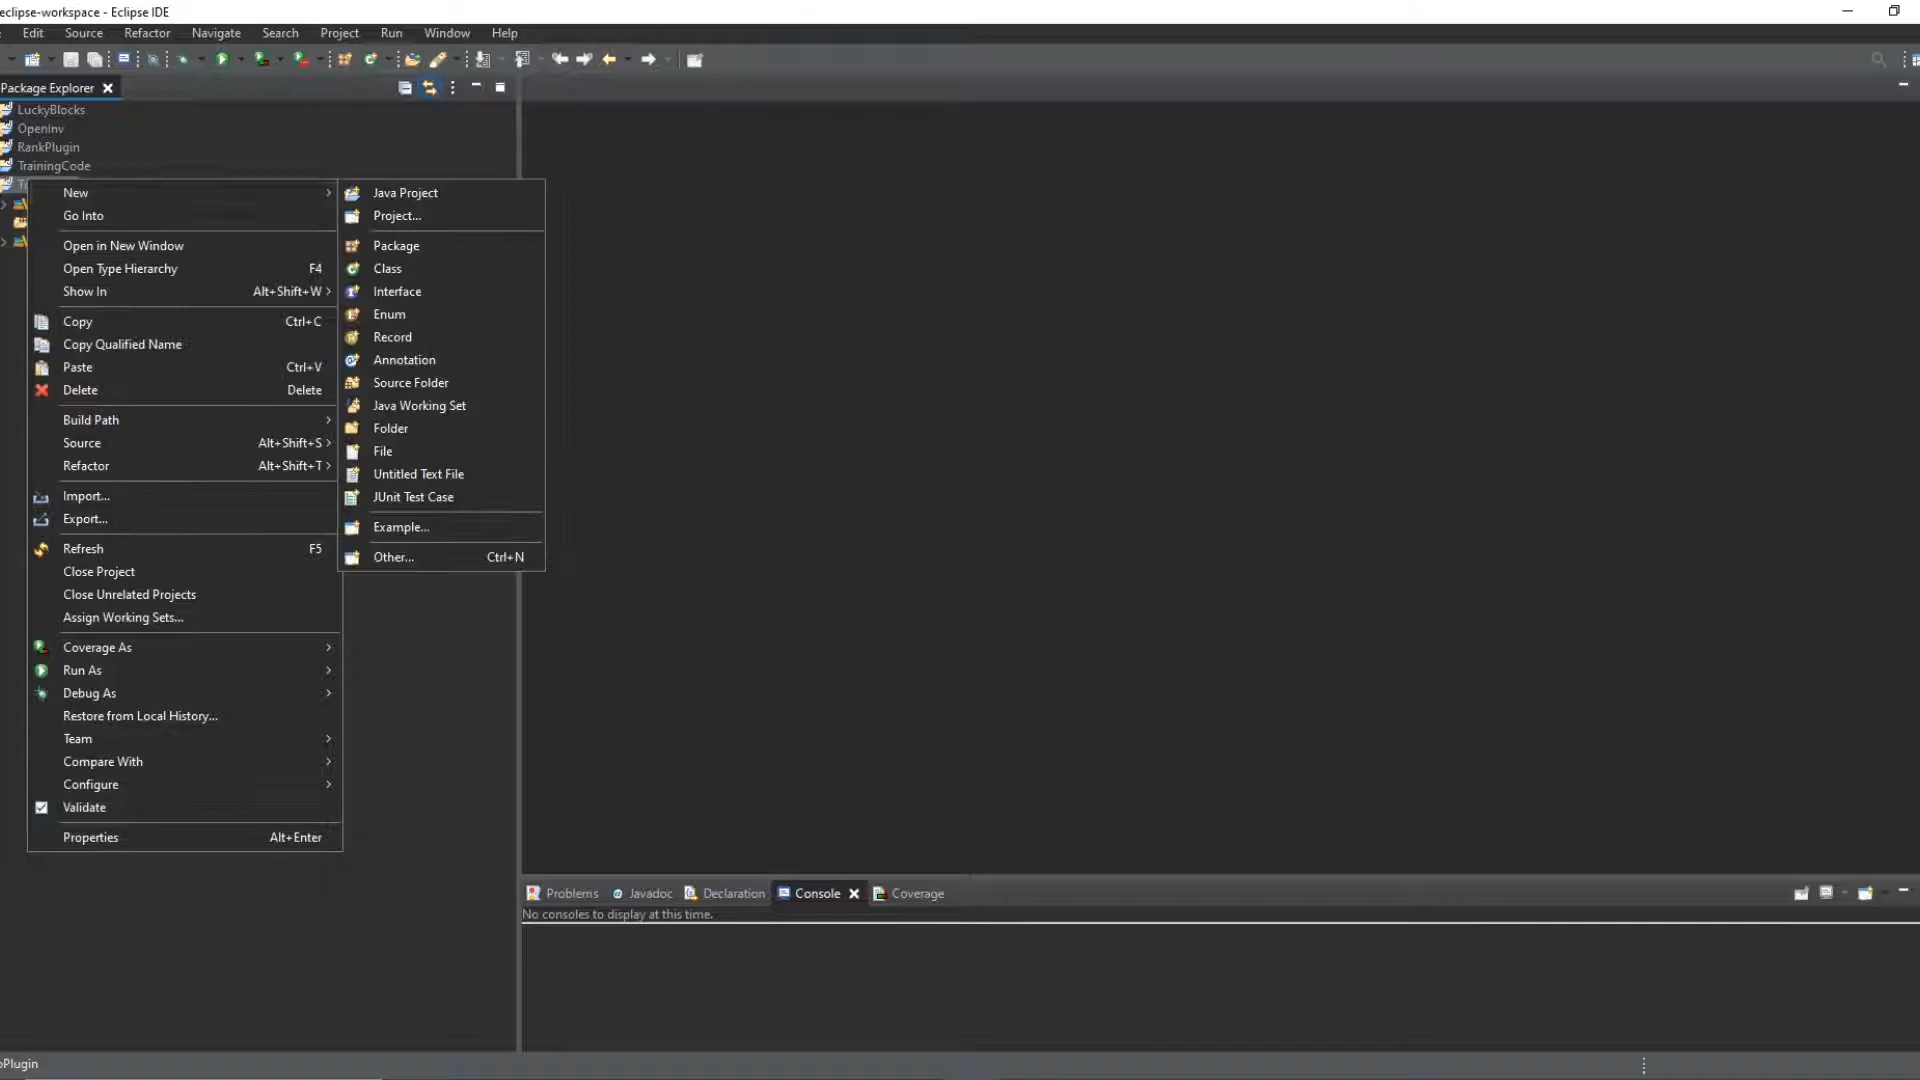 eclipse-workspace - Eclipse IDE
Edit Source Refactor Navigate Search Project Run Window Help
Package Explorer
LuckyBlocks
OpenInv
RankPlugin
TrainingCode
New
Go Into
Open in New Window
Open Type Hierarchy F4
Show In Alt+Shift+W
Copy Ctrl+C
Copy Qualified Name
Paste Ctrl+V
Delete Delete
Build Path
Source Alt+Shift+S
Refactor Alt+Shift+T
Import...
Export...
Refresh F5
Close Project
Close Unrelated Projects
Assign Working Sets...
Coverage As
Run As
Debug As
Restore from Local History...
Team
Compare With
Configure
Validate
Properties Alt+Enter
Java Project
Project...
Package
Class
Interface
Enum
Record
Annotation
Source Folder
Java Working Set
Folder
File
Untitled Text File
JUnit Test Case
Example...
Other... Ctrl+N
Problems Javadoc Declaration Console Coverage
No consoles to display at this time.
oPlugin